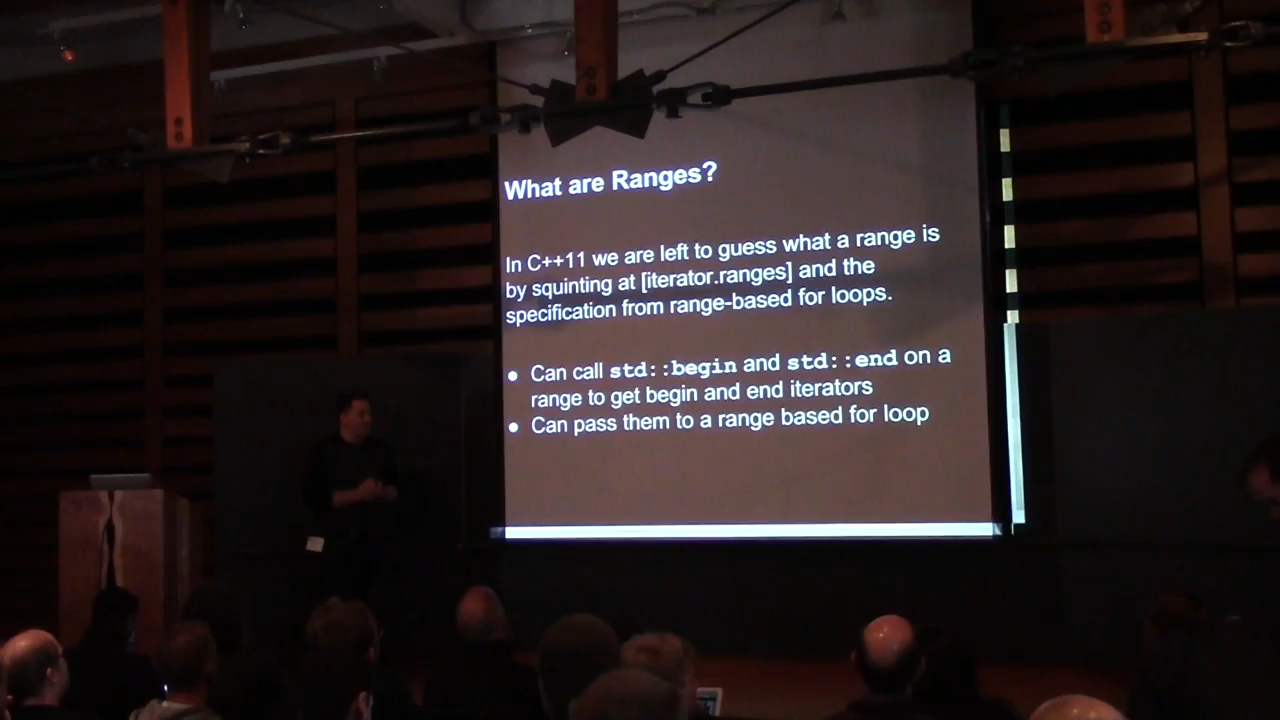 What are Ranges?
In C++11 we are left to guess what a range is
by squinting at [iterator.ranges] and the
specification from range-based for loops.
● Can call std::begin and std::end on a
range to get begin and end iterators
● Can pass them to a range based for loop